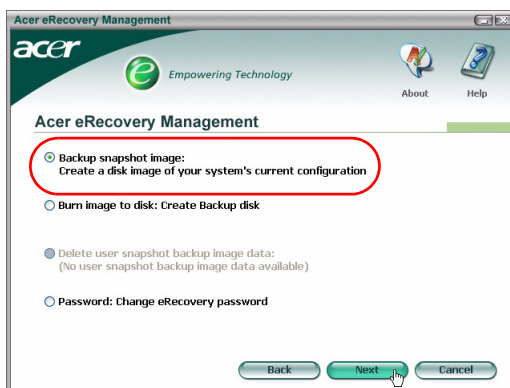 Acer eRecovery Management
acer
e Empowering Technology
About
Help
Acer eRecovery Management
Backup snapshot image:
Create a disk image of your system's current configuration
Burn image to disk: Create Backup disk
Delete user snapshot backup image data:
(No user snapshot backup image data available)
Password: Change eRecovery password
Back
Next
Cancel